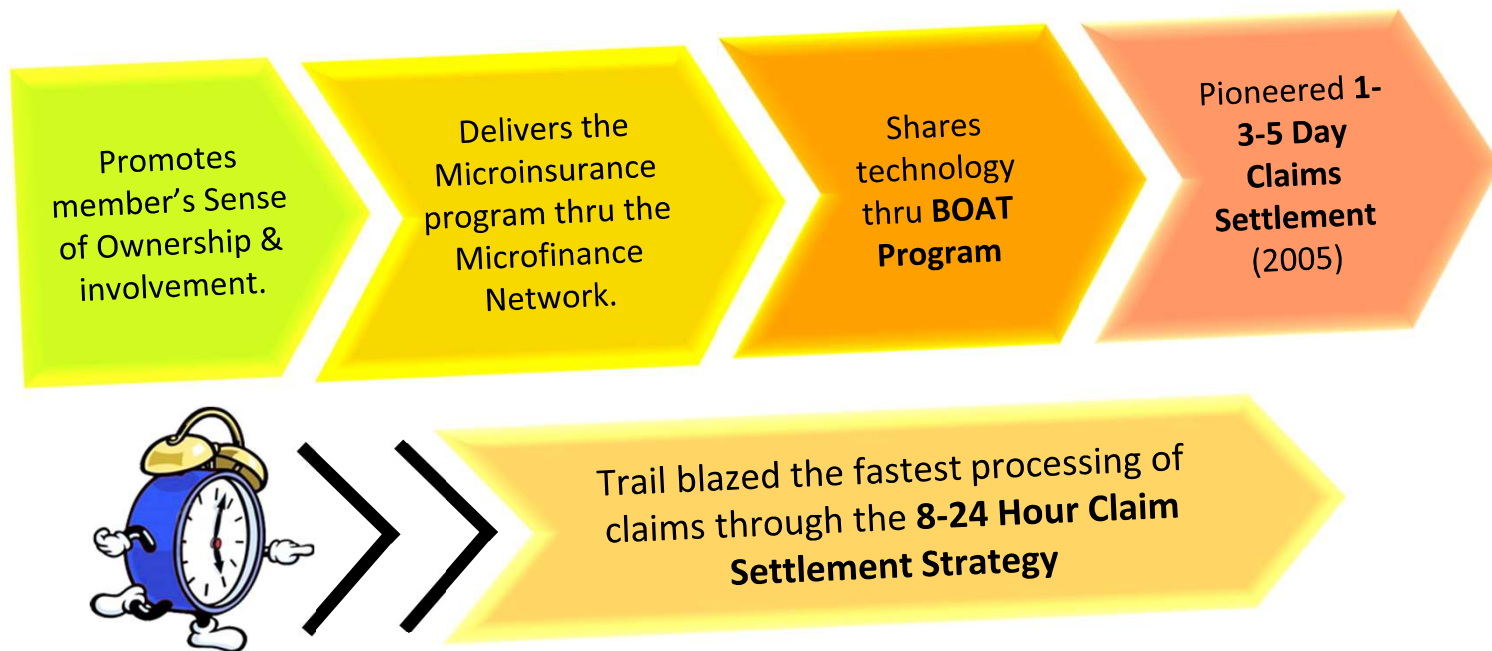 Promotes
member’s Sense
of Ownership &
involvement.
Delivers the
Microinsurance
program thru the
Microfinance
Network.
Shares
technology
thru BOAT
Program
Pioneered 1-
3-5 Day
Claims
Settlement
(2005)
Trail blazed the fastest processing of
claims through the 8-24 Hour Claim
Settlement Strategy